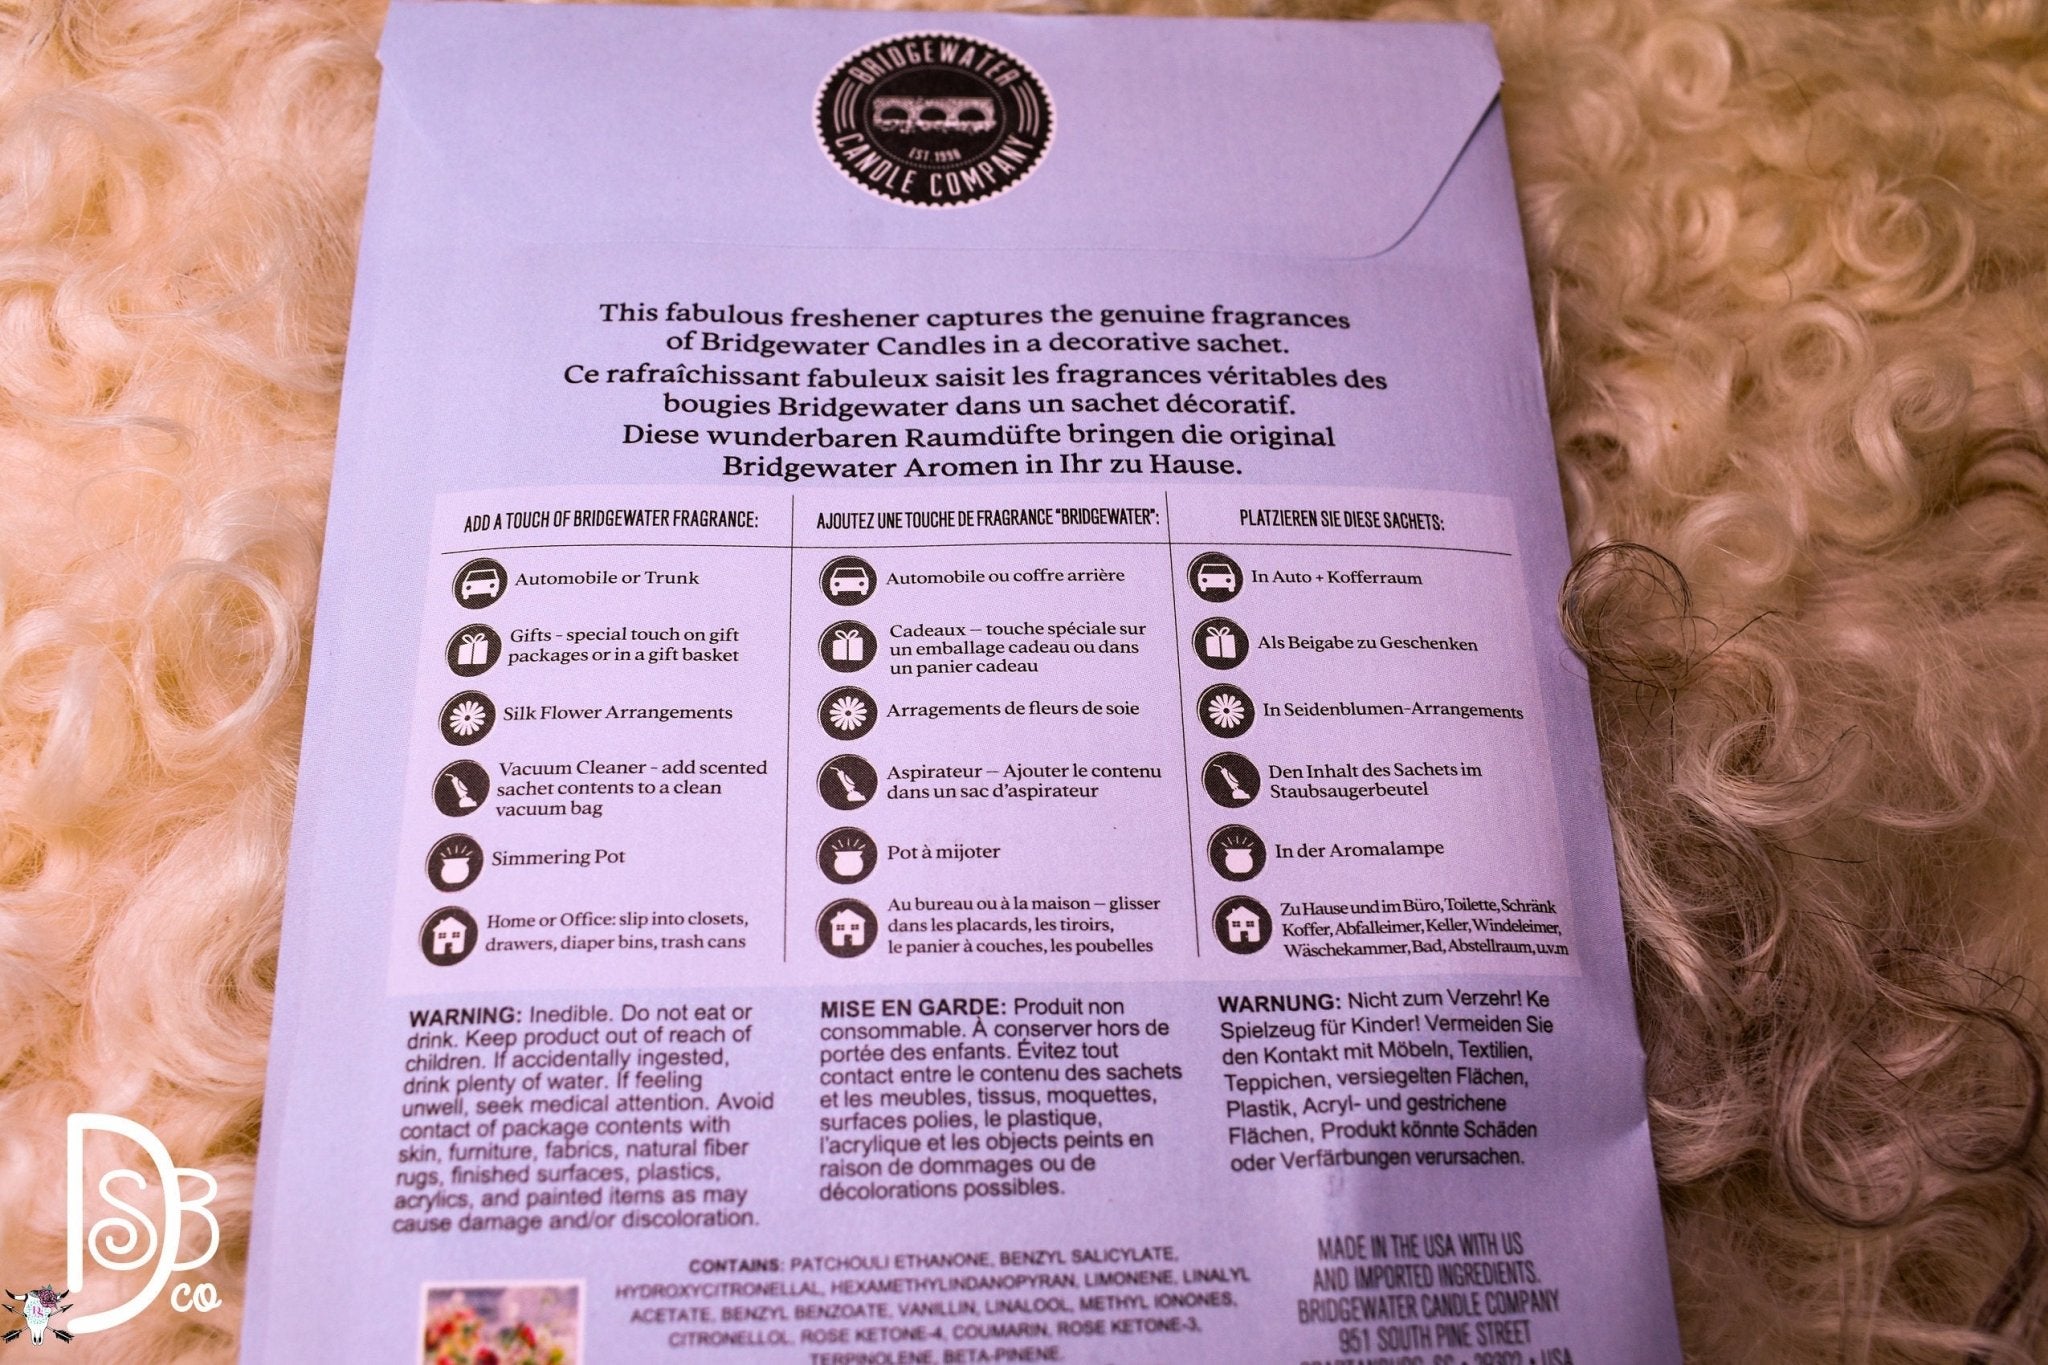 BRIDGEWATER
EST. 1998
CANDLE COMPANY
This fabulous freshener captures the genuine fragrances
of Bridgewater Candles in a decorative sachet.
Ce rafraîchissant fabuleux saisit les fragrances véritables des
bougies Bridgewater dans un sachet décoratif.
Diese wunderbaren Raumdüfte bringen die original
Bridgewater Aromen in Ihr zu Hause.
ADD A TOUCH OF BRIDGEWATER FRAGRANCE:
Automobile or Trunk
Gifts - special touch on gift
packages or in a gift basket
Silk Flower Arrangements
Vacuum Cleaner - add scented
sachet contents to a clean
vacuum bag
Simmering Pot
Home or Office: slip into closets,
drawers, diaper bins, trash cans
AJOUTEZ UNE TOUCHE DE FRAGRANCE "BRIDGEWATER":
Automobile ou coffre arrière
Cadeaux – touche spéciale sur
un emballage cadeau ou dans
un panier cadeau
Arragements de fleurs de soie
Aspirateur – Ajouter le contenu
dans un sac d'aspirateur
Pot à mijoter
Au bureau ou à la maison – glisser
dans les placards, les tiroirs,
le panier à couches, les poubelles
PLATZIEREN SIE DIESE SACHETS:
In Auto + Kofferraum
Als Beigabe zu Geschenken
In Seidenblumen-Arrangements
Den Inhalt des Sachets im
Staubsaugerbeutel
In der Aromalampe
Zu Hause und im Büro, Toilette, Schränk
Koffer, Abfalleimer, Keller, Windeleimer,
Wäschekammer, Bad, Abstellraum, u.v.m
WARNING: Inedible. Do not eat or
drink. Keep product out of reach of
children. If accidentally ingested,
drink plenty of water. If feeling
unwell, seek medical attention. Avoid
contact of package contents with
skin, furniture, fabrics, natural fiber
rugs, finished surfaces, plastics,
acrylics, and painted items as may
cause damage and/or discoloration.
MISE EN GARDE: Produit non
consommable. À conserver hors de
portée des enfants. Évitez tout
contact entre le contenu des sachets
et les meubles, tissus, moquettes,
surfaces polies, le plastique,
l'acrylique et les objects peints en
raison de dommages ou de
décolorations possibles.
WARNUNG: Nicht zum Verzehr! Ke
Spielzeug für Kinder! Vermeiden Sie
den Kontakt mit Möbeln, Textilien,
Teppichen, versiegelten Flächen,
Plastik, Acryl- und gestrichene
Flächen, Produkt könnte Schäden
oder Verfärbungen verursachen.
CONTAINS: PATCHOULI ETHANONE, BENZYL SALICYLATE,
HYDROXYCITRONELLAL, HEXAMETHYLINDANOPYRAN, LIMONENE, LINALYL
ACETATE, BENZYL BENZOATE, VANILLIN, LINALOOL, METHYL IONONES,
CITRONELLOL, ROSE KETONE-4, COUMARIN, ROSE KETONE-3,
TERPINOLENE, BETA-PINENE.
MADE IN THE USA WITH US
AND IMPORTED INGREDIENTS.
BRIDGEWATER CANDLE COMPANY
951 SOUTH PINE STREET
SPARTANBURG, SC • 29302 • USA
DSB
co